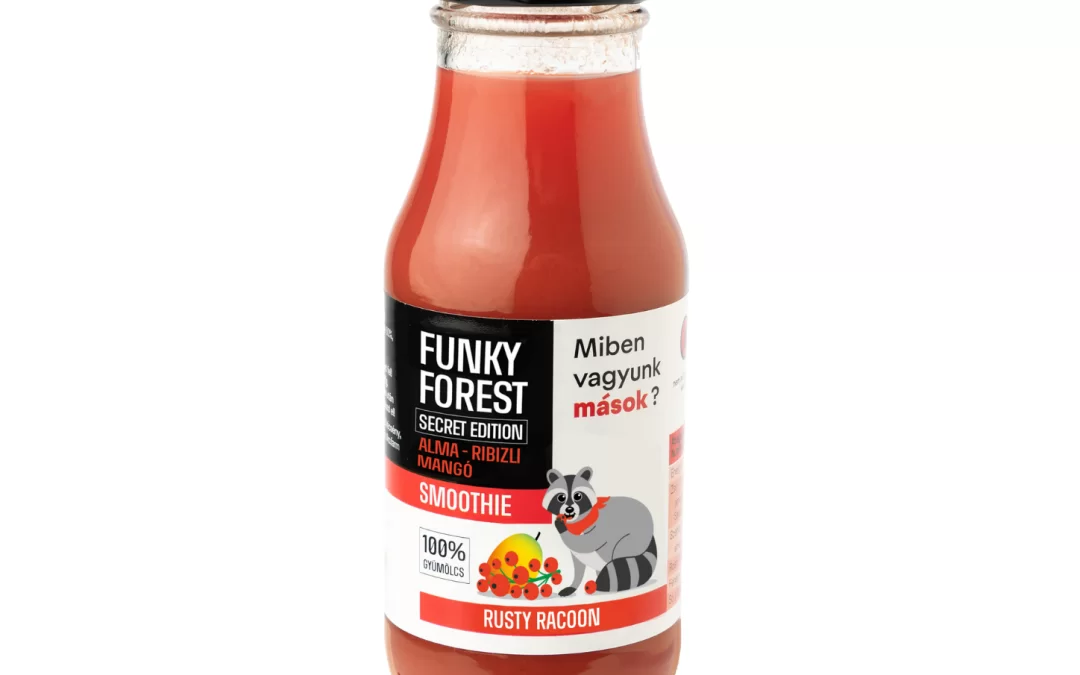 FUNKY
FOREST
SECRET EDITION
ALMA - RIBIZLI
MANGÓ
SMOOTHIE
100%
GYÜMÖLCS
RUSTY RACOON
Miben
vagyunk
mások?